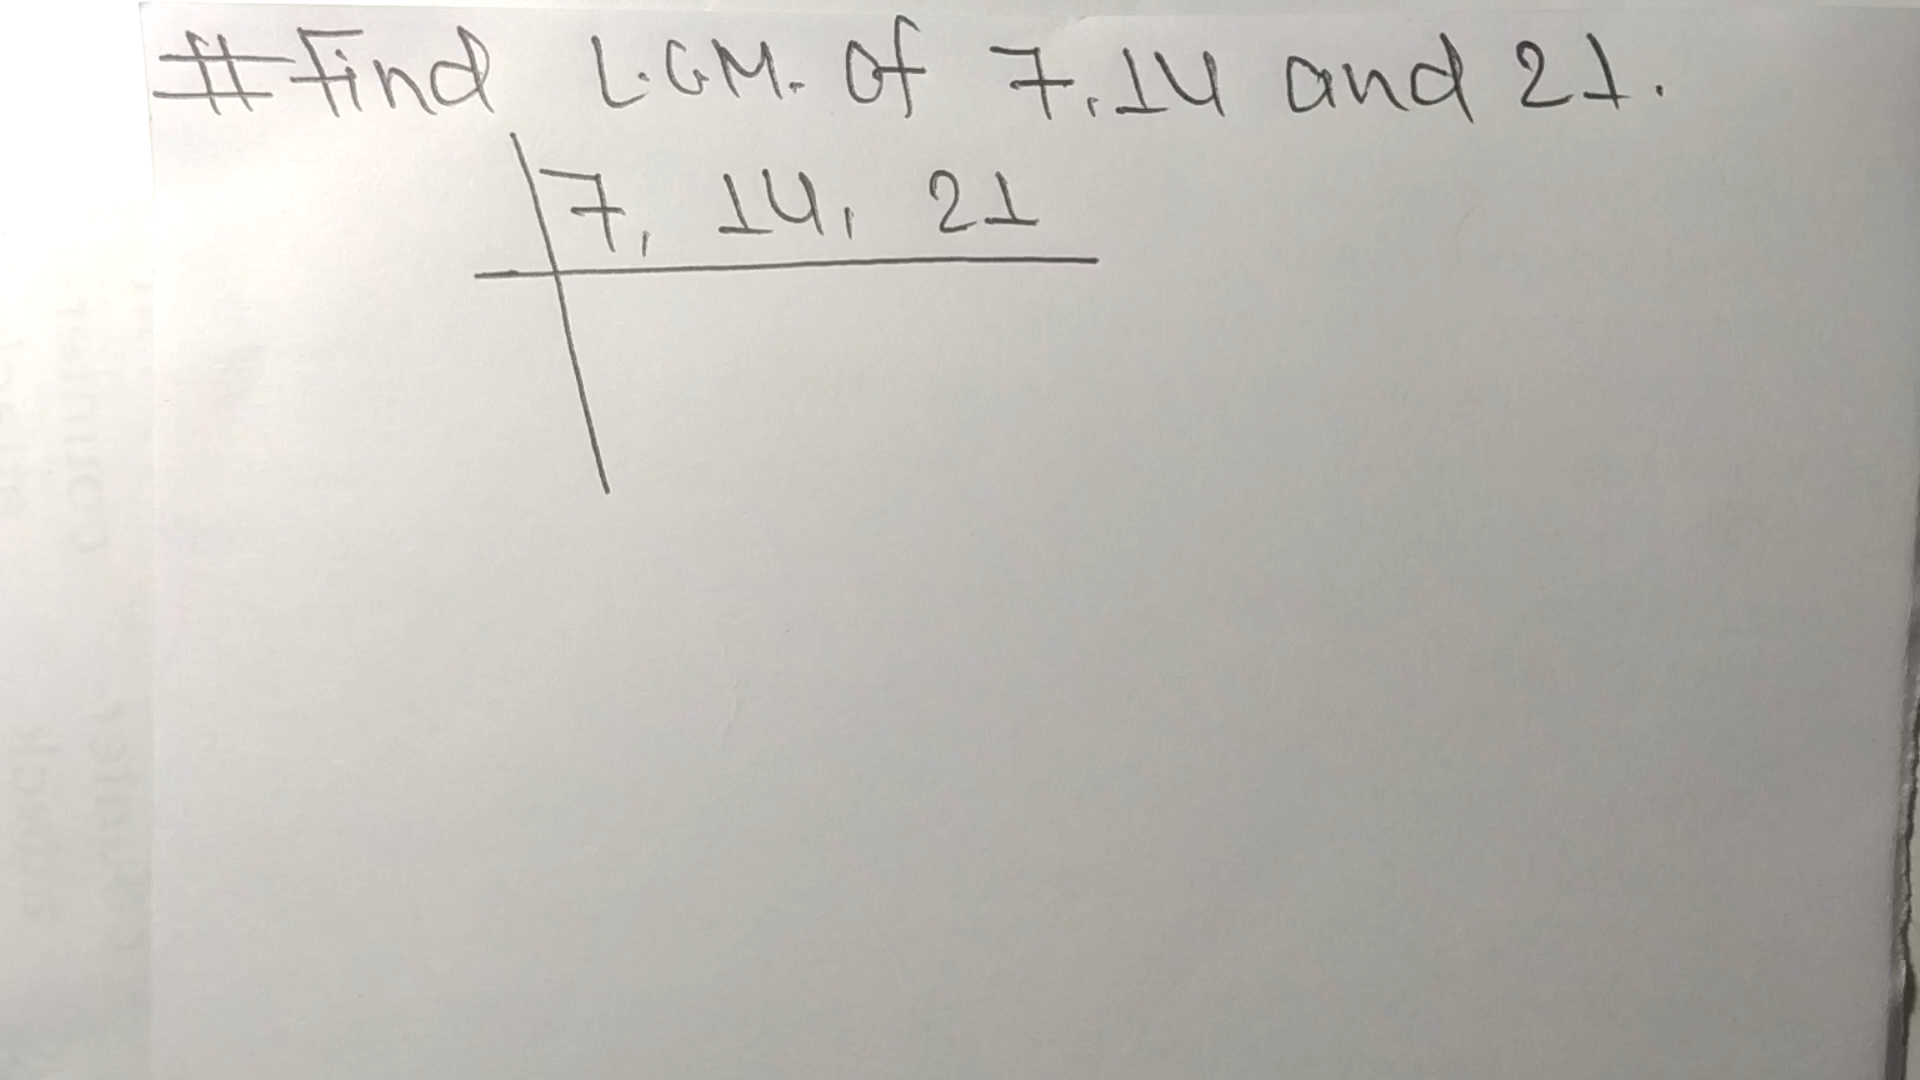 # Find L.C.M. of 7, 14 and 21.
7, 14, 21